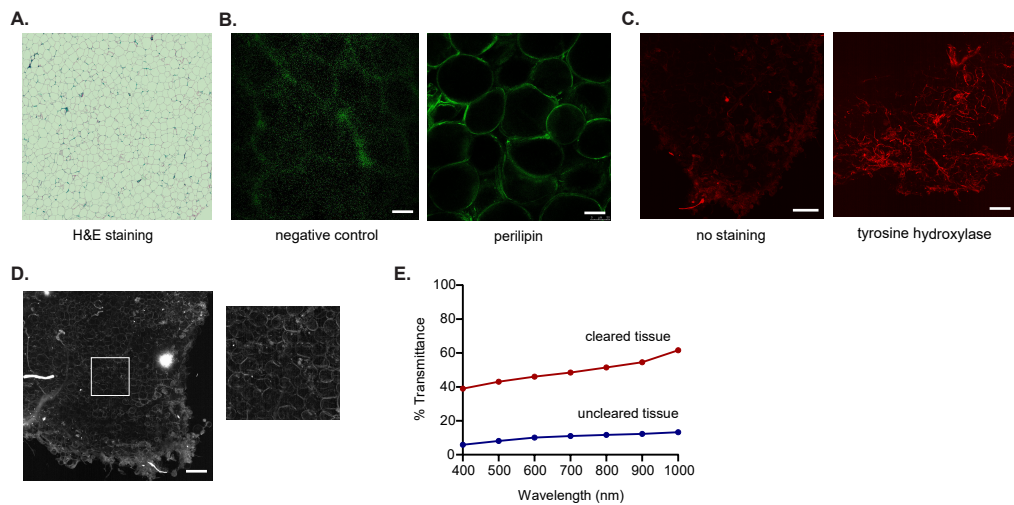 A.
B.
C.
H&E staining
negative control
perilipin
no staining
tyrosine hydroxylase
D.
E.
% Transmittance
100
80
60
40
20
0
cleared tissue
uncleared tissue
400 500 600 700 800 900 1000
Wavelength (nm)